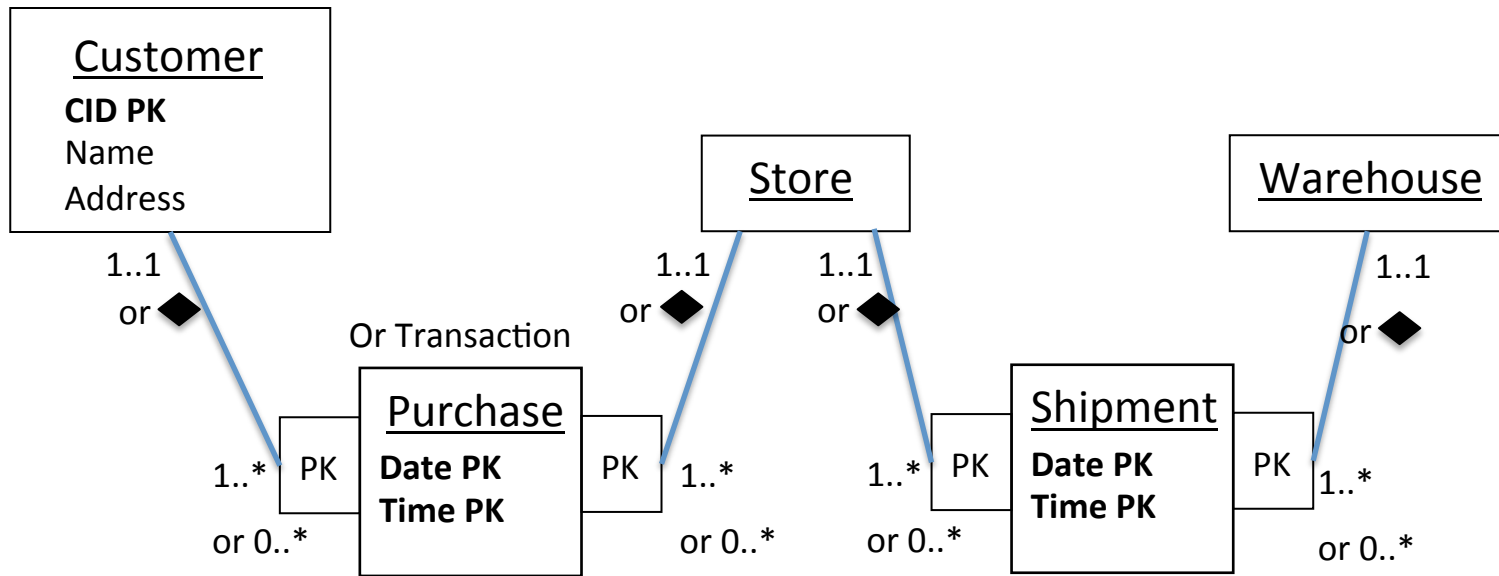 Customer
CID PK
Name
Address
Store
Warehouse
1..1
or
1..1
or
1..1
or
1..1
or
Or Transaction
Purchase
Date PK
Time PK
PK
PK
1..*
or 0..*
1..*
or 0..*
Shipment
Date PK
Time PK
PK
PK
1..*
or 0..*
1..*
or 0..*